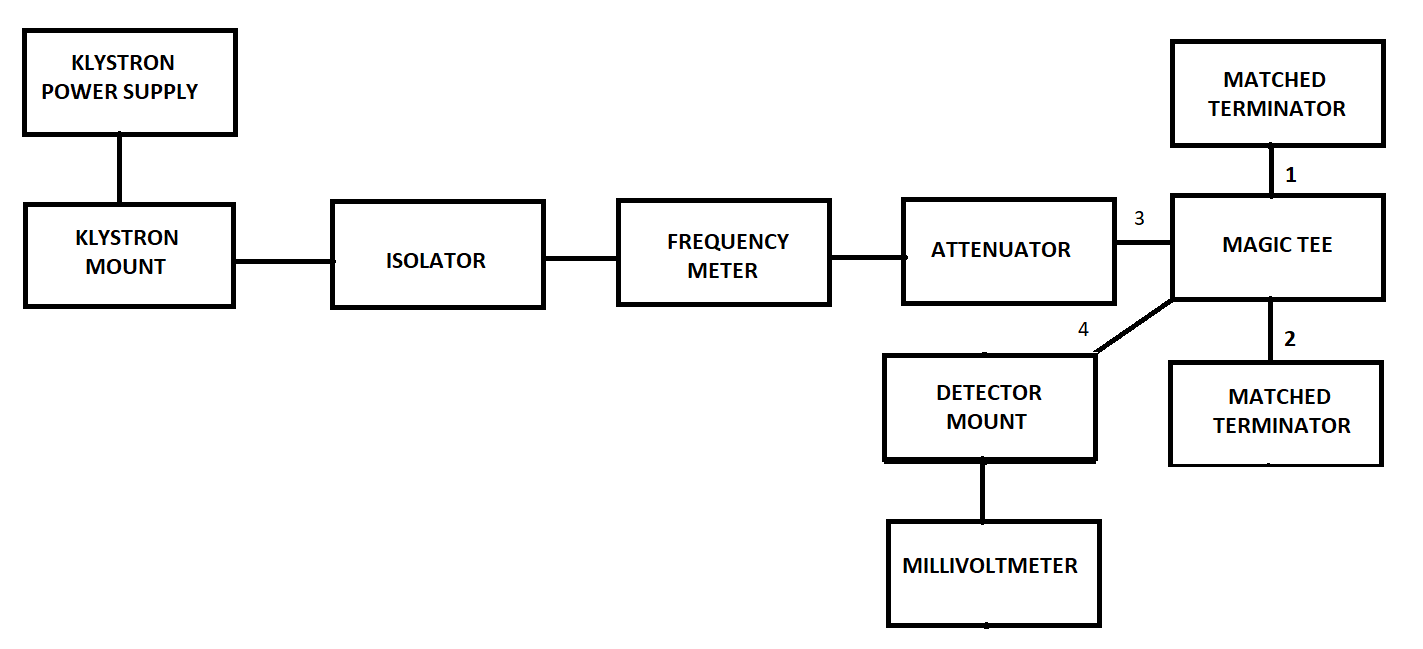 KLYSTRON
POWER SUPPLY
MATCHED
TERMINATOR
1
KLYSTRON
MOUNT
ISOLATOR
FREQUENCY
METER
ATTENUATOR
3
MAGIC TEE
4
2
DETECTOR
MOUNT
MATCHED
TERMINATOR
MILLIVOLTMETER